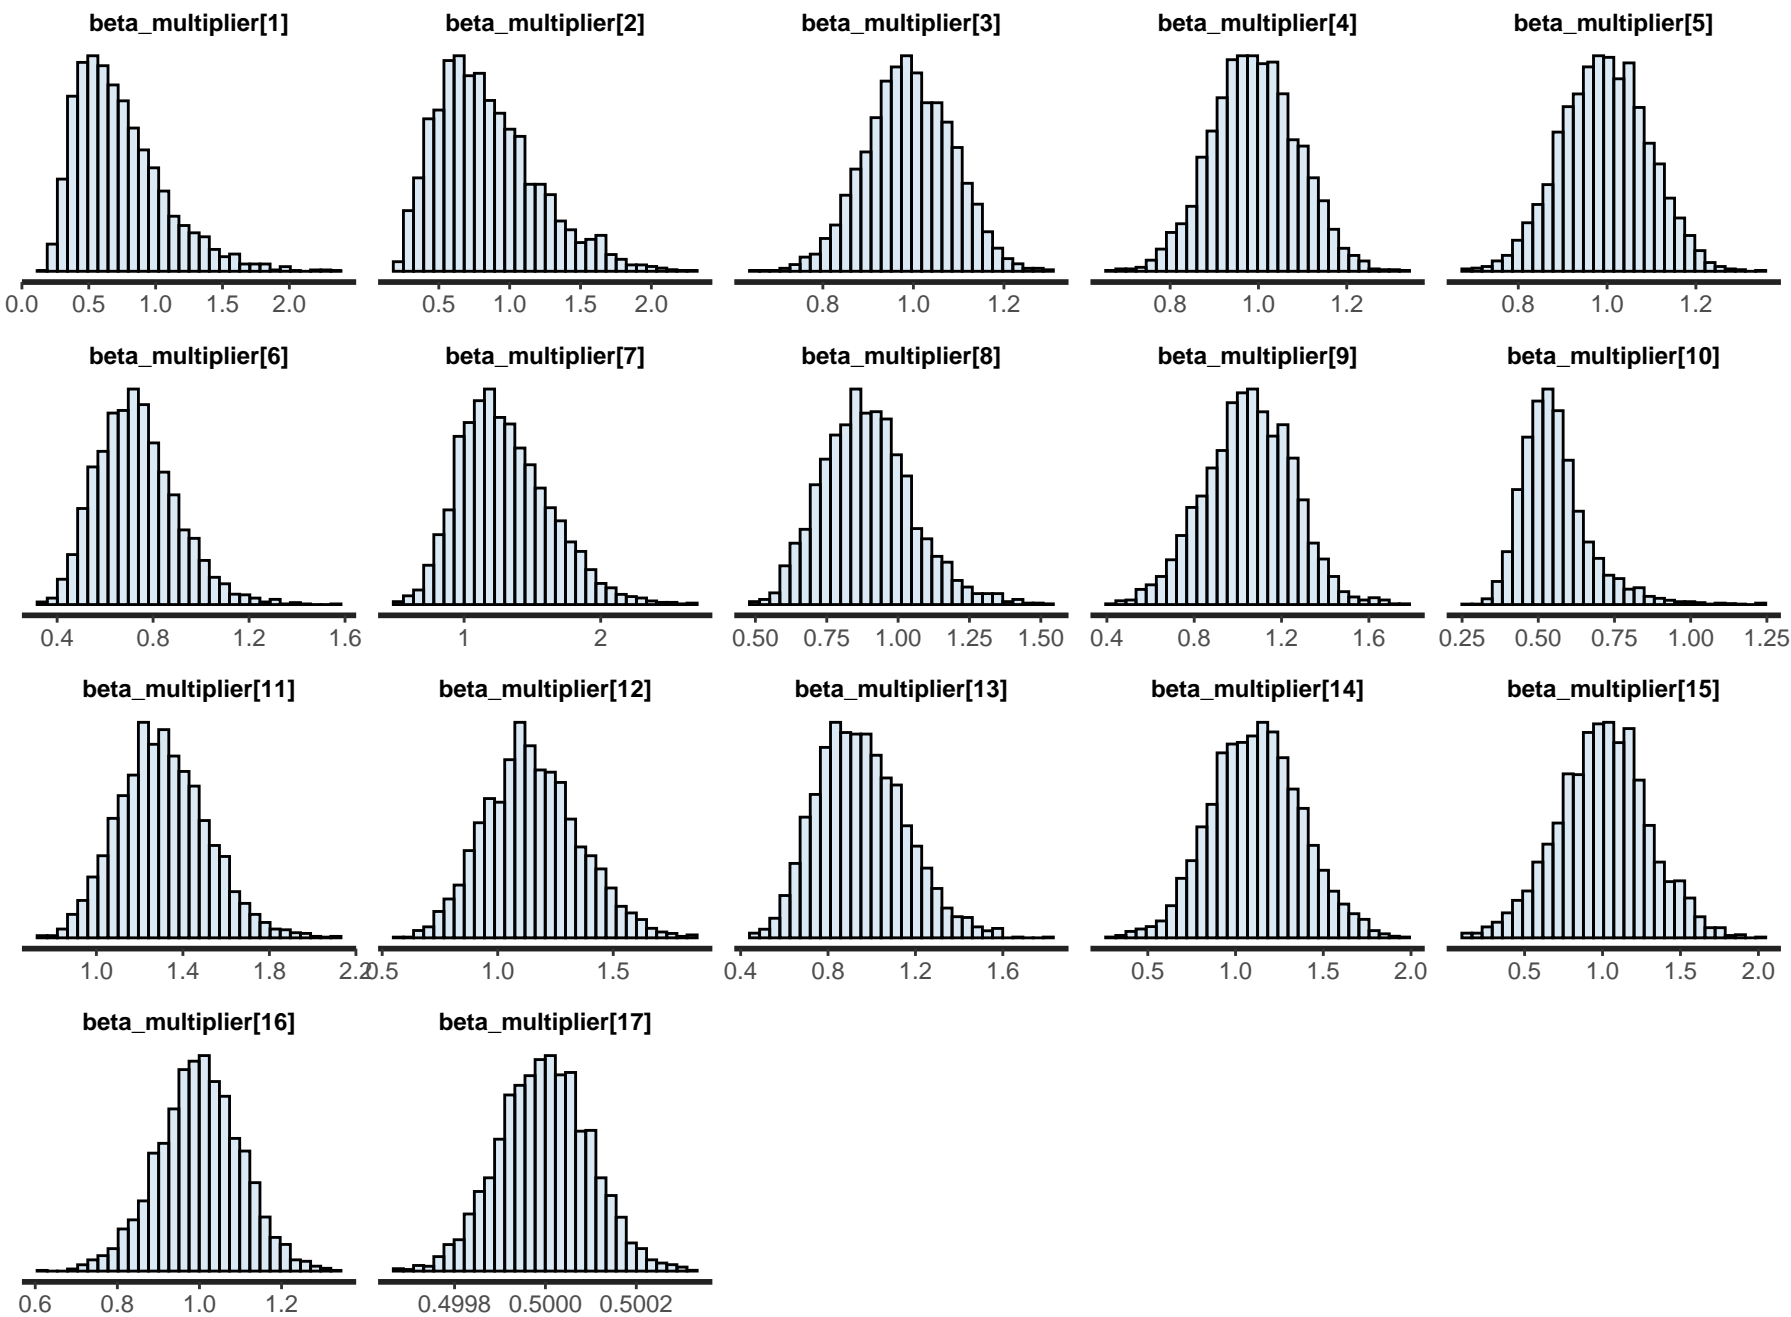 beta_multiplier[1] beta_multiplier[2] beta_multiplier[3] beta_multiplier[4] beta_multiplier[5]
0.0 0.5 1.0 1.5 2.0 0.5 1.0 1.5 2.0 0.8 1.0 1.2 0.8 1.0 1.2 0.8 1.0 1.2
beta_multiplier[6] beta_multiplier[7] beta_multiplier[8] beta_multiplier[9] beta_multiplier[10]
0.4 0.8 1.2 1.6 1 2 0.50 0.75 1.00 1.25 1.50 0.4 0.8 1.2 1.6 0.25 0.50 0.75 1.00 1.25
beta_multiplier[11] beta_multiplier[12] beta_multiplier[13] beta_multiplier[14] beta_multiplier[15]
1.0 1.4 1.8 2.2 0.5 1.0 1.5 0.4 0.8 1.2 1.6 0.5 1.0 1.5 2.0 0.5 1.0 1.5 2.0
beta_multiplier[16] beta_multiplier[17]
0.6 0.8 1.0 1.2 0.4998 0.5000 0.5002